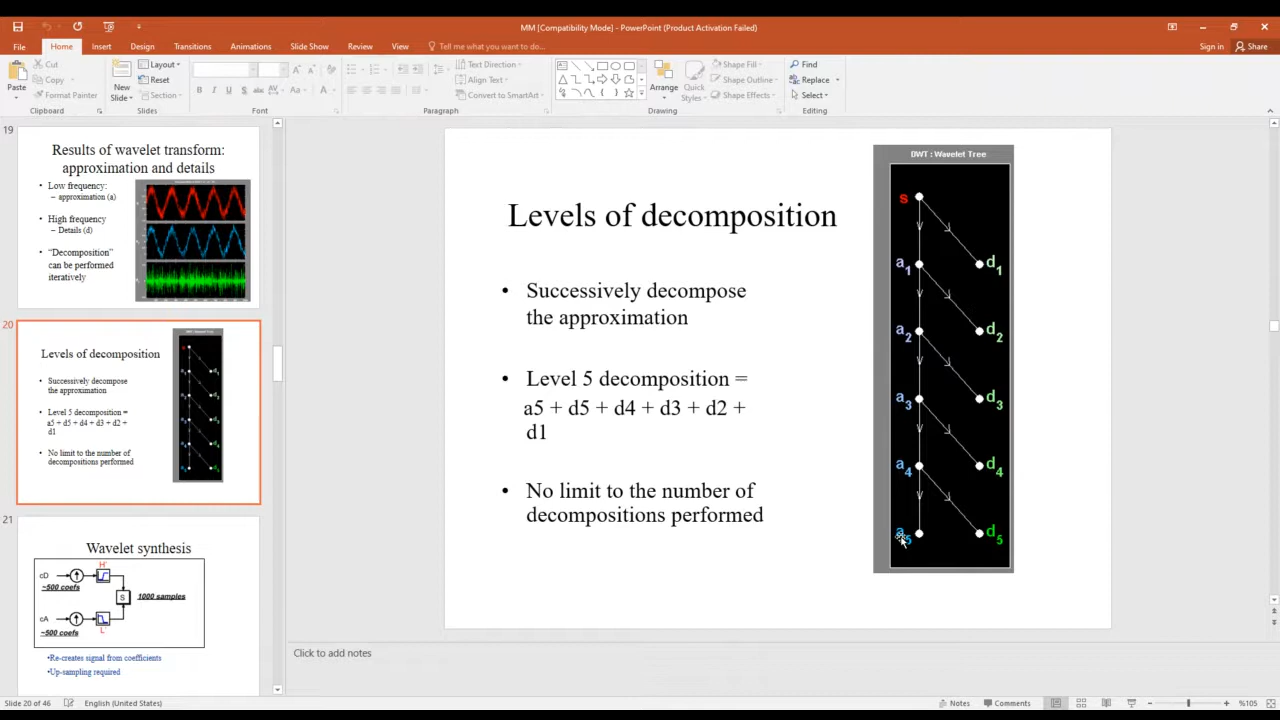 MM [Compatibility Mode] - PowerPoint (Product Activation Failed)
File Home Insert Design Transitions Animations Slide Show Review View Tell me what you want to do... Sign in Share
Paste
Cut
Copy
Format Painter
Clipboard
New
Slide
Layout
Reset
Section
Slides
B I U S abc AV Aa A
Font
Text Direction
Align Text
Convert to SmartArt
Paragraph
Arrange
Quick
Styles
Shape Fill
Shape Outline
Shape Effects
Drawing
Find
Replace
Select
Editing
19
Results of wavelet transform:
approximation and details
• Low frequency:
– approximation (a)
• High frequency
– Details (d)
• “Decomposition”
can be performed
iteratively
20
Levels of decomposition
• Successively decompose
the approximation
• Level 5 decomposition =
a5 + d5 + d4 + d3 + d2 +
d1
• No limit to the number of
decompositions performed
21
Wavelet synthesis
H'
cD
~500 coefs
S
1000 samples
cA
~500 coefs
L'
•Re-creates signal from coefficients
•Up-sampling required
Levels of decomposition
• Successively decompose
the approximation
• Level 5 decomposition =
a5 + d5 + d4 + d3 + d2 +
d1
• No limit to the number of
decompositions performed
DWT : Wavelet Tree
s
a1 d1
a2 d2
a3 d3
a4 d4
a5 d5
Click to add notes
Slide 20 of 46 English (United States) Notes Comments %105